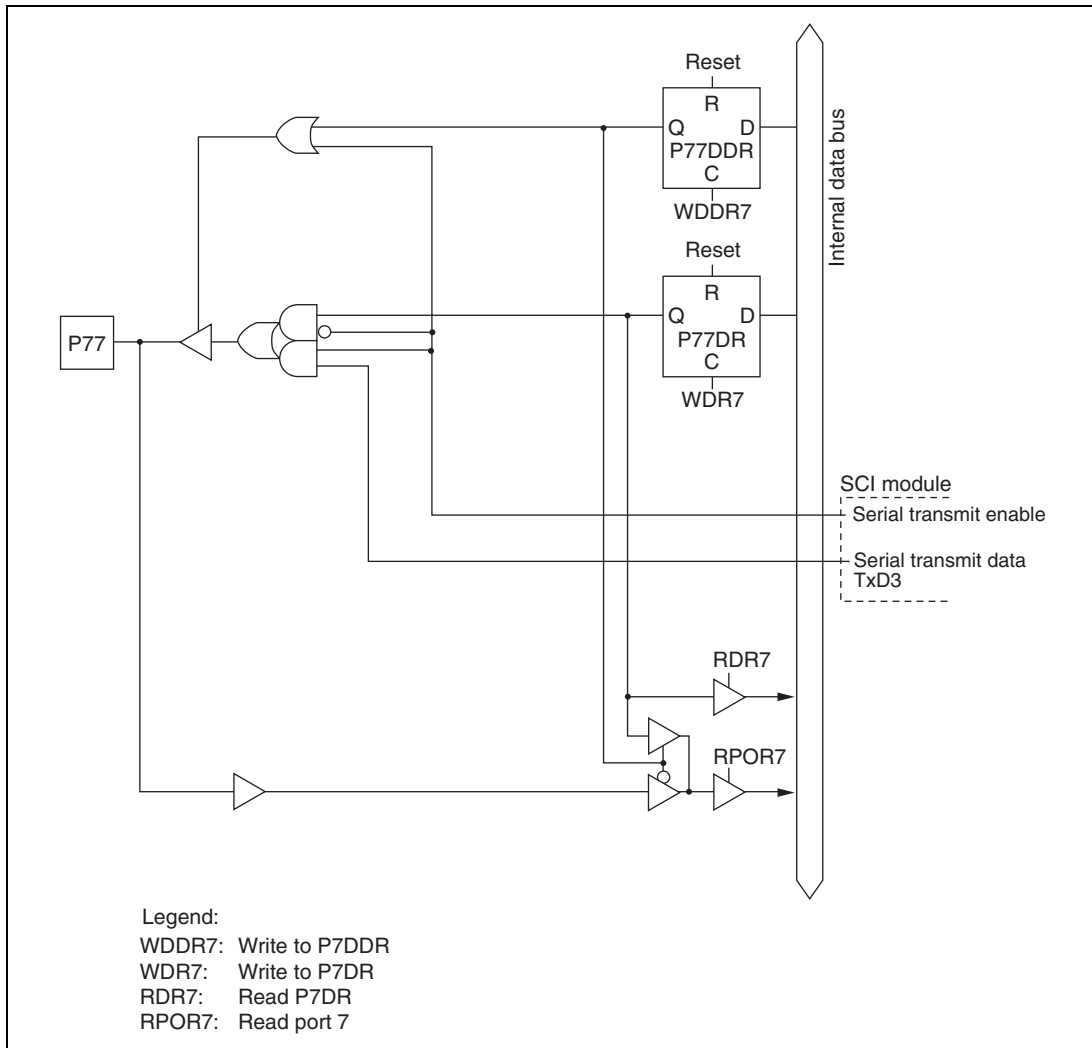 Reset
R
Q D
P77DDR
C
WDDR7
Internal data bus
Reset
R
Q D
P77DR
C
WDR7
P77
SCI module
Serial transmit enable
Serial transmit data
TxD3
RDR7
RPOR7
Legend:
WDDR7: Write to P7DDR
WDR7: Write to P7DR
RDR7: Read P7DR
RPOR7: Read port 7